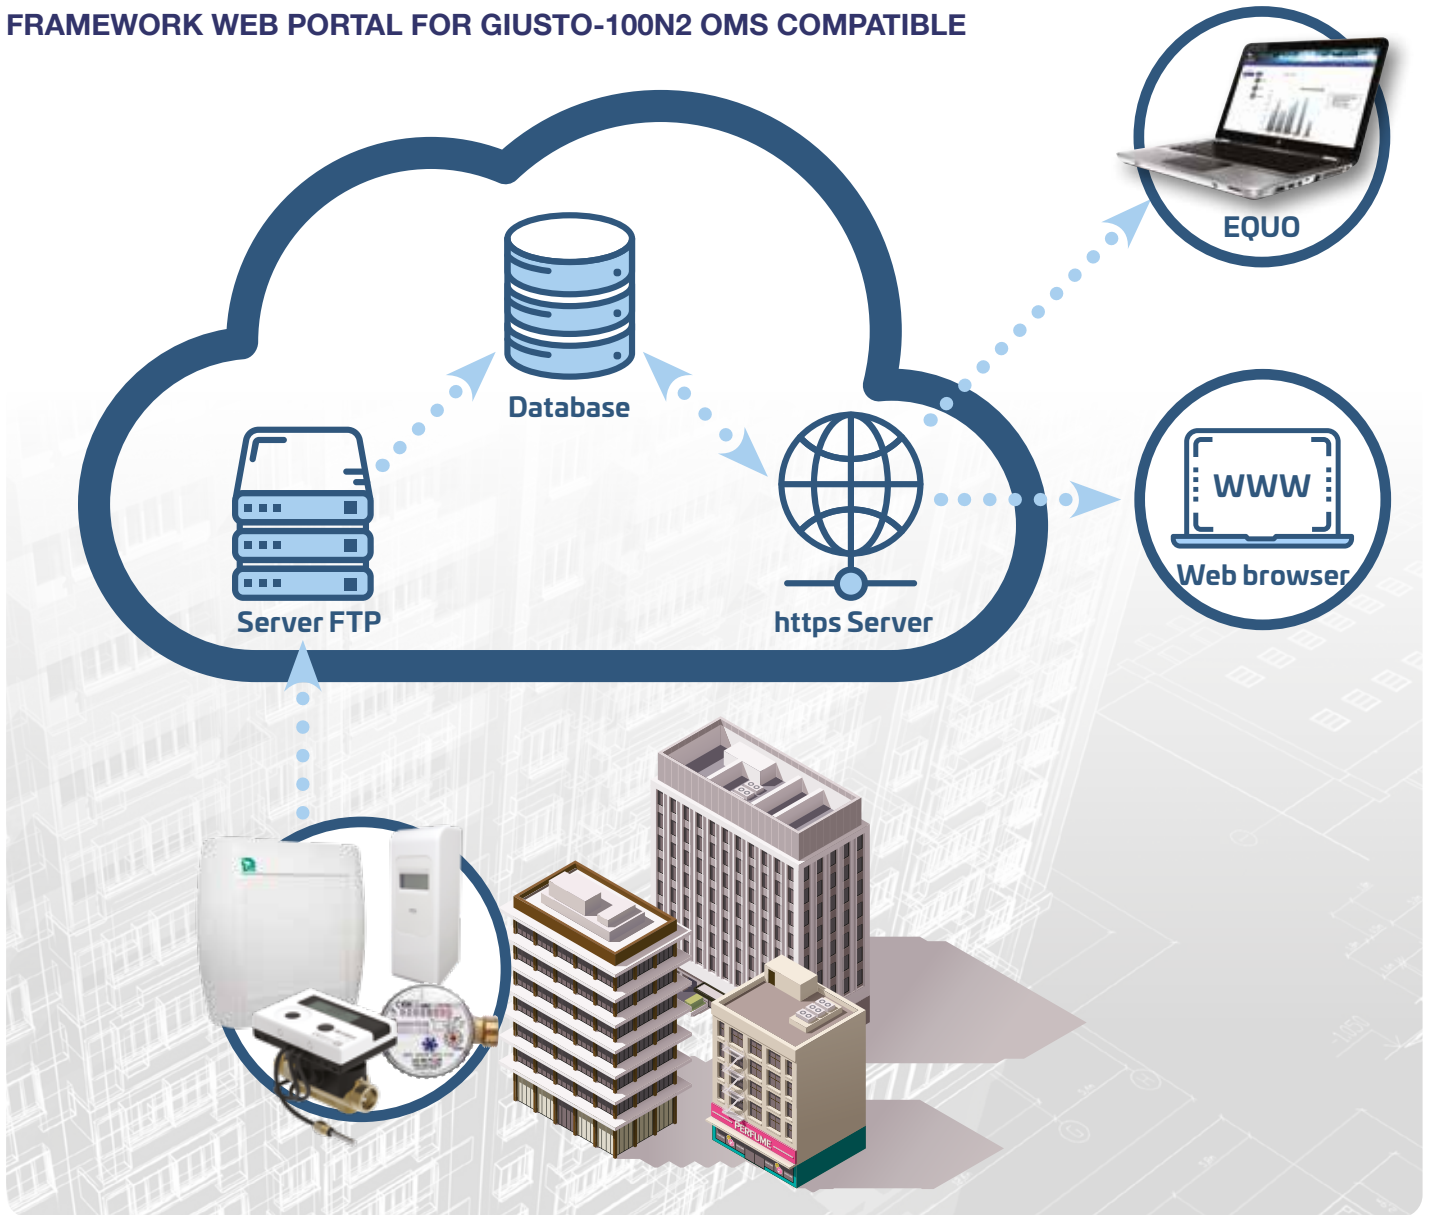 FRAMEWORK WEB PORTAL FOR GIUSTO-100N2 OMS COMPATIBLE
EQUO
Database
WWW
Web browser
Server FTP
https Server
PERFUME